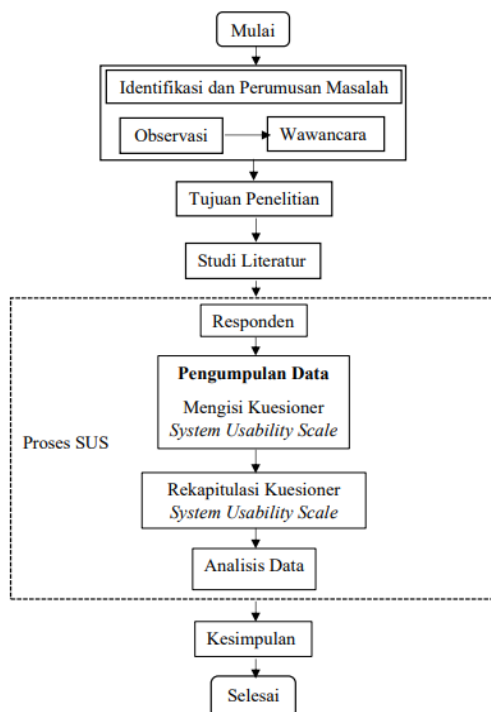 Mulai
Identifikasi dan Perumusan Masalah
Observasi
Wawancara
Tujuan Penelitian
Studi Literatur
Responden
Pengumpulan Data
Mengisi Kuesioner
System Usability Scale
Proses SUS
Rekapitulasi Kuesioner
System Usability Scale
Analisis Data
Kesimpulan
Selesai